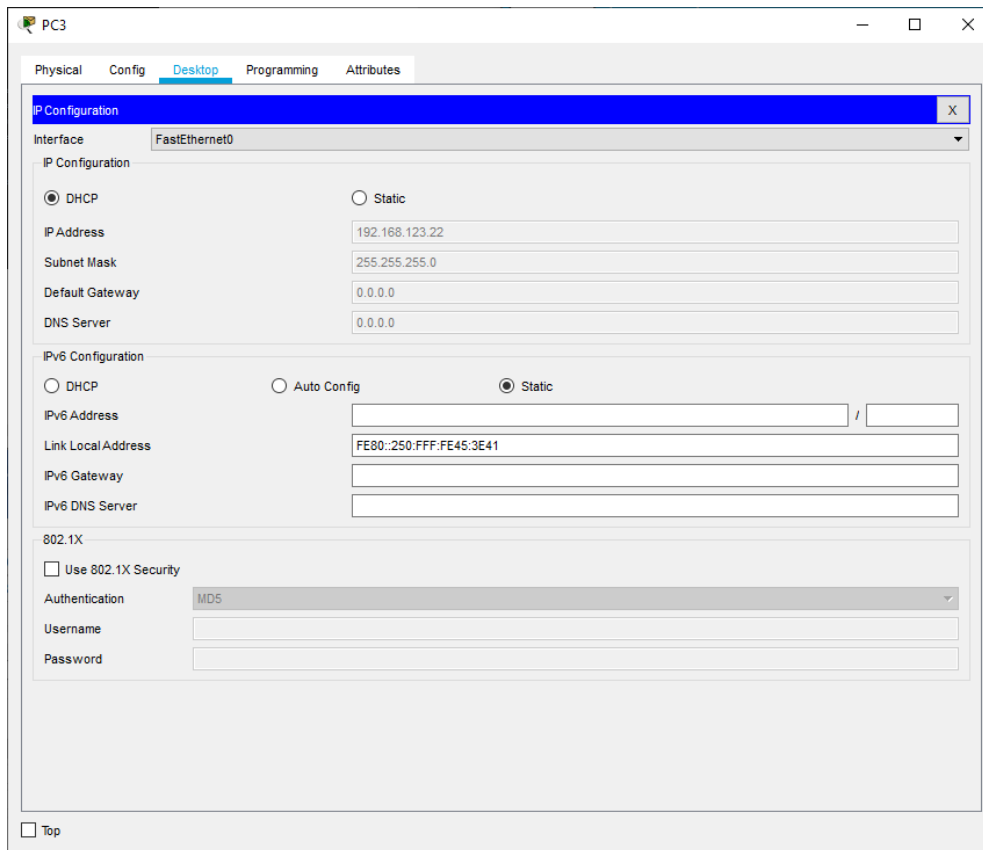 PC3
Physical Config Desktop Programming Attributes
IP Configuration X
Interface FastEthernet0
IP Configuration
DHCP Static
IP Address 192.168.123.22
Subnet Mask 255.255.255.0
Default Gateway 0.0.0.0
DNS Server 0.0.0.0
IPv6 Configuration
DHCP Auto Config Static
IPv6 Address /
Link Local Address FE80::250:FFF:FE45:3E41
IPv6 Gateway
IPv6 DNS Server
802.1X
Use 802.1X Security
Authentication MD5
Username
Password
Top